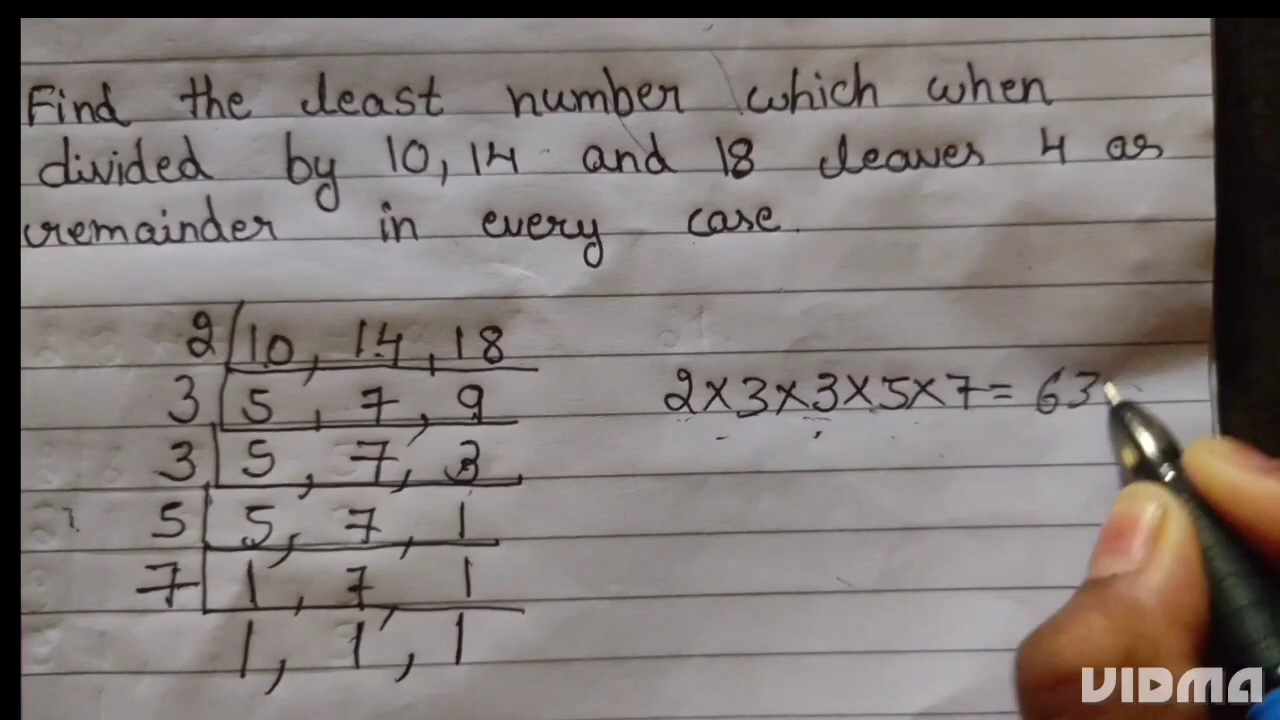 Find the least number which when
divided by 10, 14 and 18 leaves 4 as
remainder in every case.
2 10, 14, 18
3 5, 7, 9
3 5, 7, 3
5 5, 7, 1
7 1, 7, 1
1, 1, 1
2×3×3×5×7= 63
VIDMA